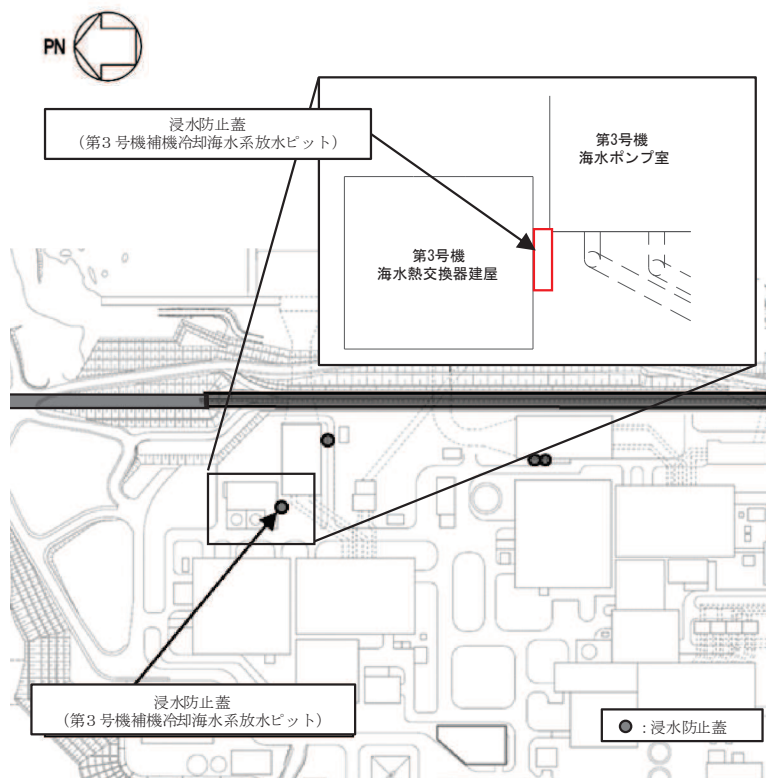 PN
浸水防止蓋
(第3号機補機冷却海水系放水ピット)
第3号機
海水ポンプ室
第3号機
海水熱交換器建屋
浸水防止蓋
(第3号機補機冷却海水系放水ピット)
:浸水防止蓋